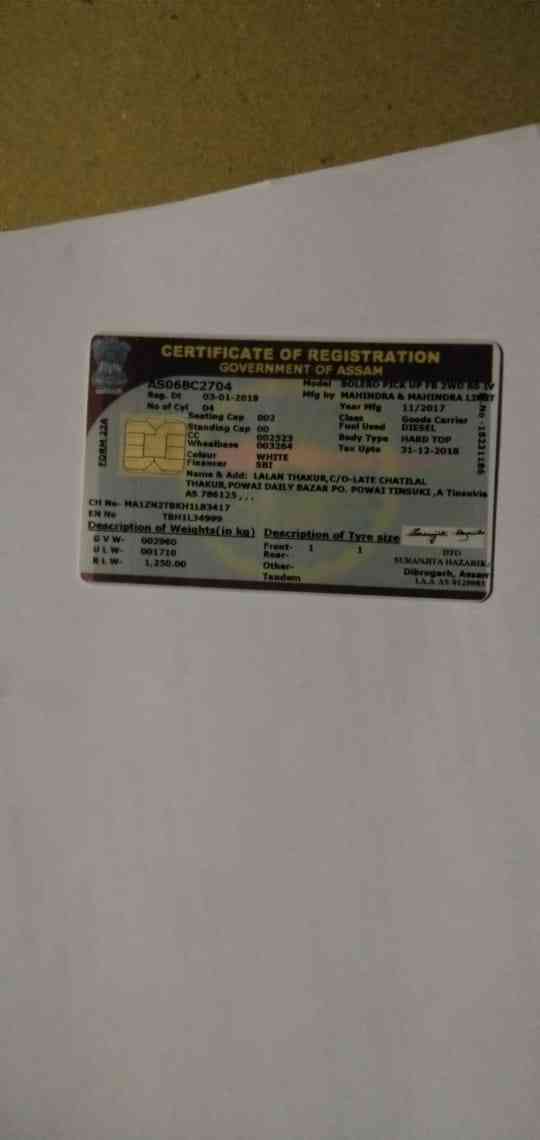 CERTIFICATE OF REGISTRATION
GOVERNMENT OF ASSAM
AS06BC2704
Model BOLERO PICK UP FB 2WD BS IV
Reg. Dt 03-01-2018
Mfg by MAHINDRA & MAHINDRA
No of Cyl 04
Year Mfg 11/2017
Seating Cap 002
Class Goods Carrier
Standing Cap 00
Fuel Used DIESEL
CC 002523
Body Type HARD TOP
Wheelbase 003264
Tax Upto 31-12-2018
Colour WHITE
Financer SBI
FORM 23A
Name & Add: LALAN THAKUR,C/O-LATE CHATILAL
THAKUR,POWAI DAILY BAZAR PO. POWAI TINSUKI ,A Tinsukia
AS 786125 , , ,
CH No- MA1ZN2TBKH1L83417
EN No TBH1L34999
Description of Weights(in kg) Description of Tyre size
G V W- 002960
Front- 1 1
U L W- 001710
Rear-
R L W- 1,250.00
Other-
Tandem
DTO
SURANJITA HAZARIKA
Dibrugarh, Assam